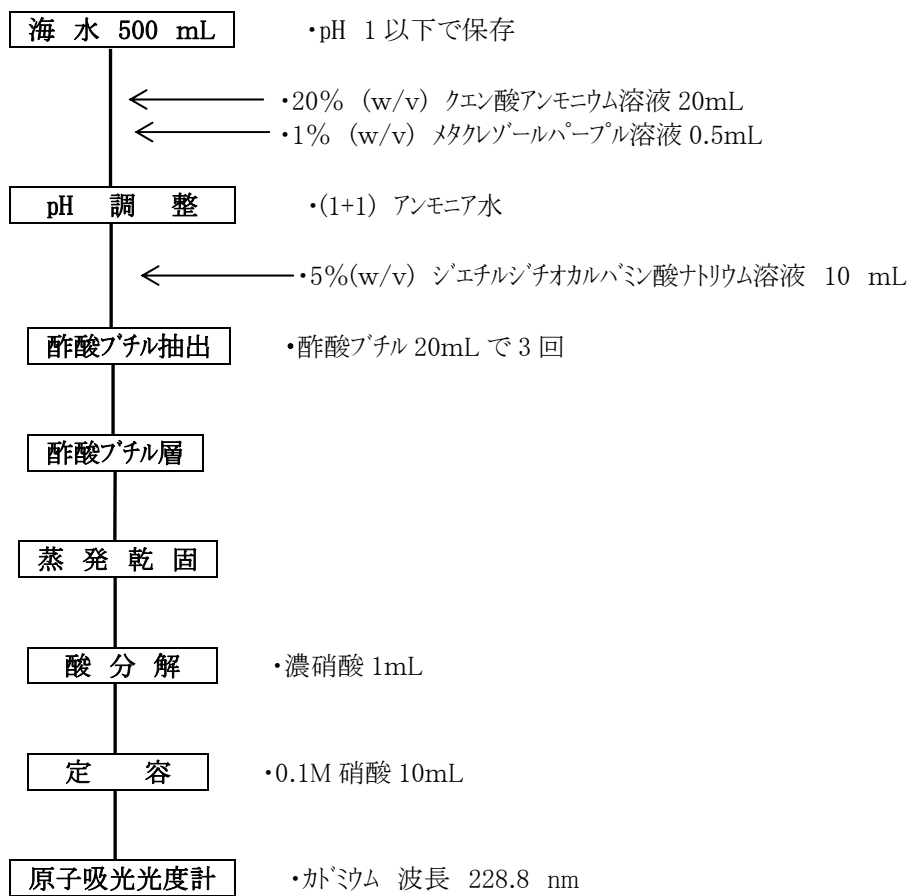 海 水 500 mL ・pH 1 以下で保存
・20% (w/v) クエン酸アンモニウム溶液 20mL
・1% (w/v) メタクレゾールパープル溶液 0.5mL
pH 調 整 ・(1+1) アンモニア水
・5%(w/v) ジエチルジチオカルバミン酸ナトリウム溶液 10 mL
酢酸ブチル抽出 ・酢酸ブチル 20mL で 3 回
酢酸ブチル層
蒸 発 乾 固
酸 分 解 ・濃硝酸 1mL
定 容 ・0.1M 硝酸 10mL
原子吸光光度計 ・カドミウム 波長 228.8 nm